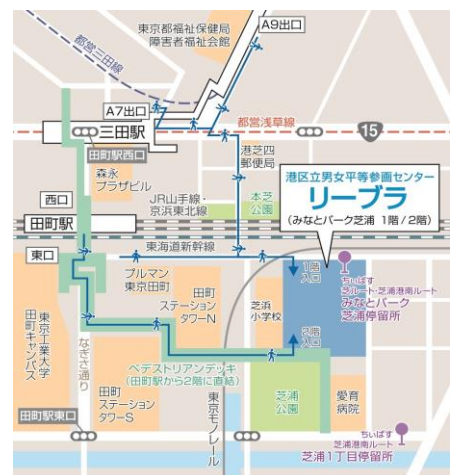 東京都福祉保健局
障害者福祉会館
A9出口
都営三田線
A7出口
三田駅
都営浅草線
15
田町駅西口
港芝四
郵便局
森永
プラザビル
港区立男女平等参画センター
リーブラ
(みなとパーク芝浦 1階/2階)
JR山手線・
京浜東北線
本芝
公園
西口
田町駅
東海道新幹線
東口
プルマン
東京田町
1階
入口
ちぃばす
芝ルート・芝浦港南ルート
みなとパーク
芝浦停留所
田町
ステーション
タワーN
芝浜
小学校
2階
入口
東京工業大学
田町キャンパス
なぎさ通り
ペデストリアンデッキ
(田町駅から2階に直結)
田町
ステーション
タワーS
東京モノレール
芝浦
公園
愛育
病院
田町駅東口
ちぃばす
芝浦港南ルート
芝浦1丁目停留所